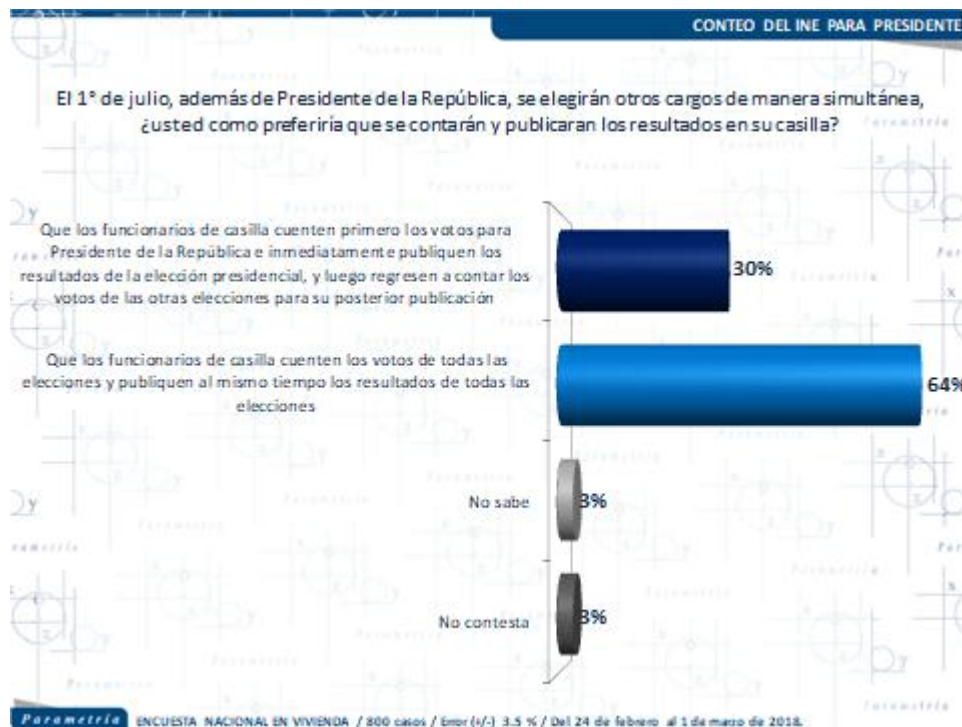 CONTEO DEL INE PARA PRESIDENTE
El 1° de julio, además de Presidente de la República, se elegirán otros cargos de manera simultánea,
¿usted como preferiría que se contarán y publicaran los resultados en su casilla?
Que los funcionarios de casilla cuenten primero los votos para
Presidente de la República e inmediatamente publiquen los
resultados de la elección presidencial, y luego regresen a contar los
votos de las otras elecciones para su posterior publicación
30%
Que los funcionarios de casilla cuenten los votos de todas las
elecciones y publiquen al mismo tiempo los resultados de todas las
elecciones
64%
No sabe
3%
No contesta
3%
Parametría ENCUESTA NACIONAL EN VIVIENDA / 800 casos / Error (+/-) 3.5 % / Del 24 de febrero al 1 de marzo de 2018.